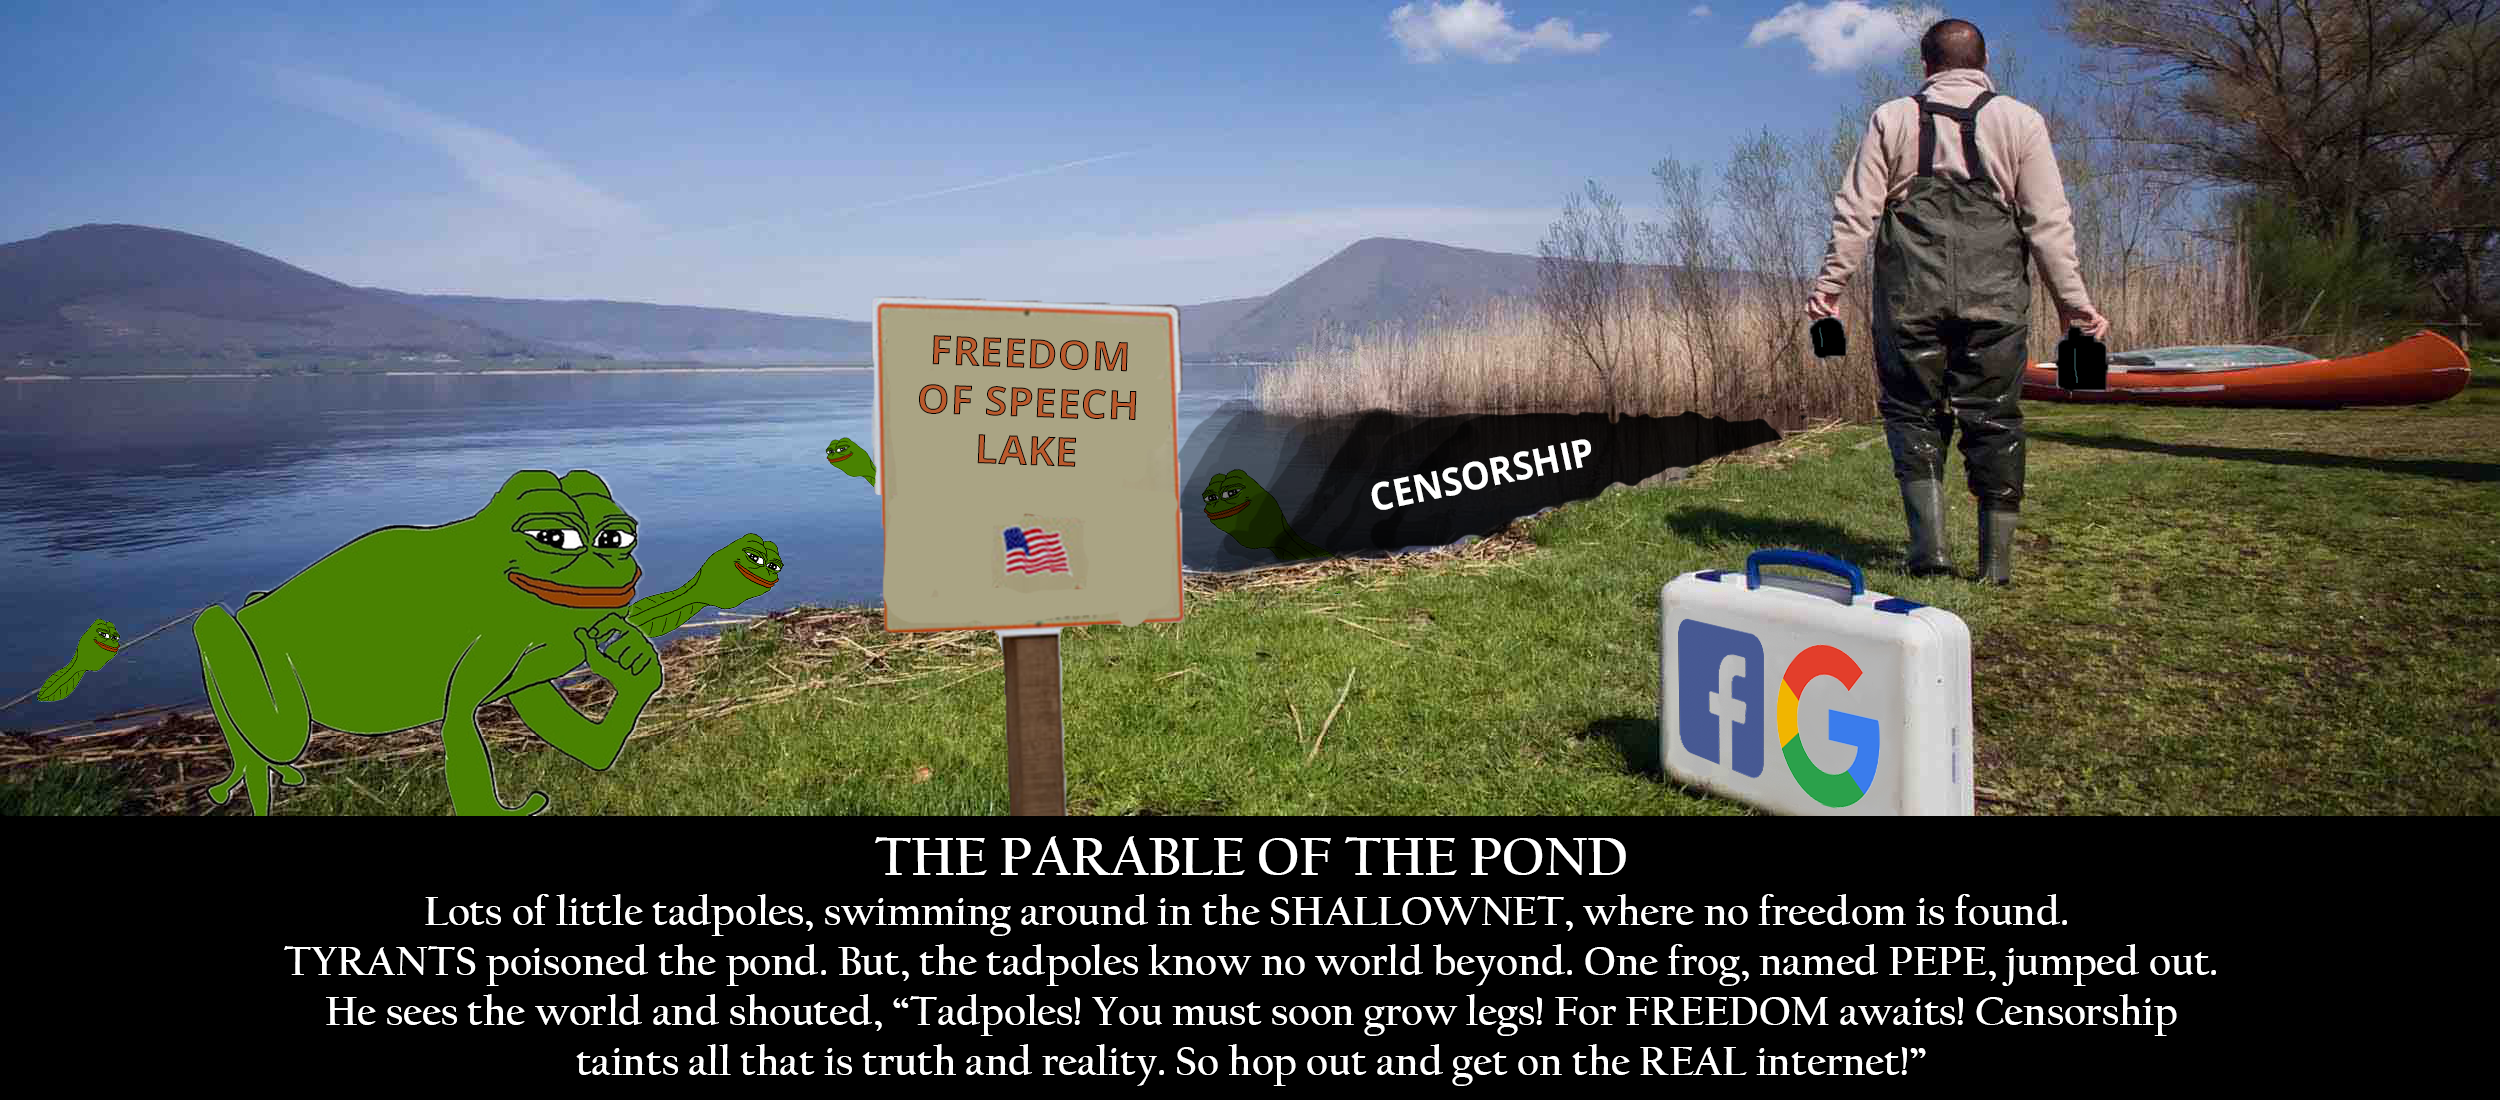 FREEDOM
OF SPEECH
LAKE
CENSORSHIP
THE PARABLE OF THE POND
Lots of little tadpoles, swimming around in the SHALLOWNET, where no freedom is found.
TYRANTS poisoned the pond. But, the tadpoles know no world beyond. One frog, named PEPE, jumped out.
He sees the world and shouted, “Tadpoles! You must soon grow legs! For FREEDOM awaits! Censorship
taints all that is truth and reality. So hop out and get on the REAL internet!”